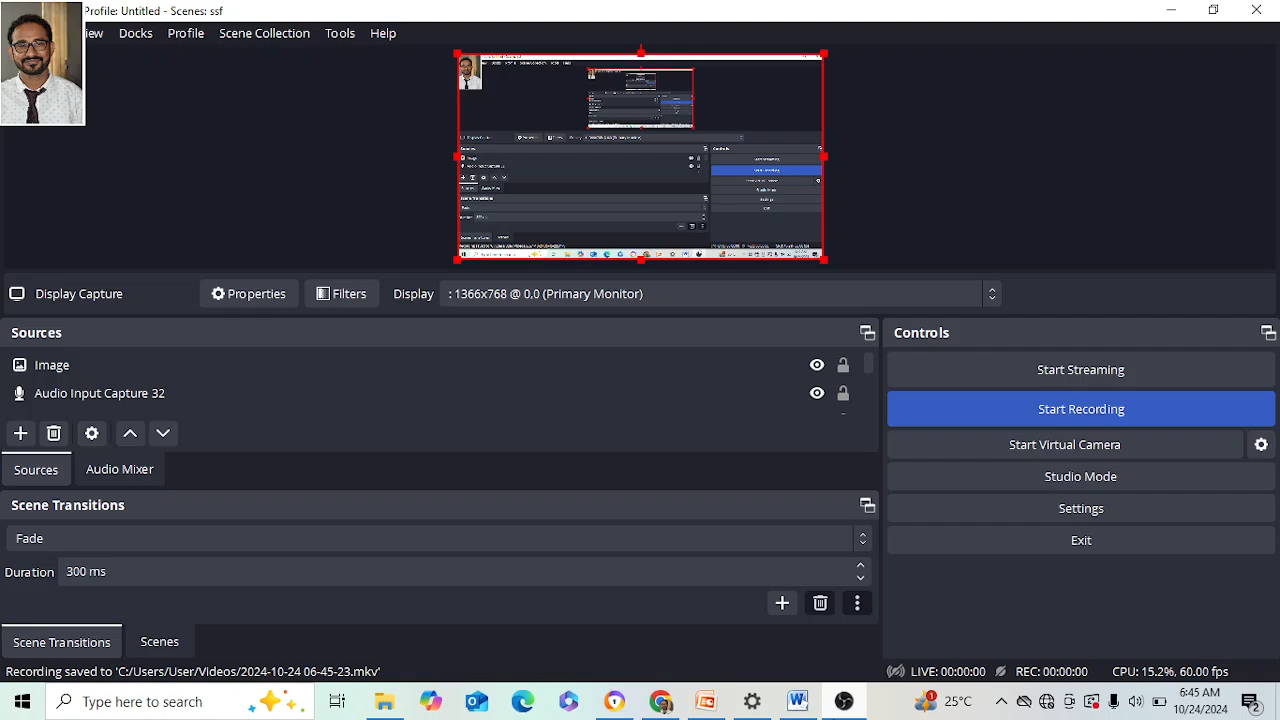 Profile: Untitled - Scenes: ssf
Docks Profile Scene Collection Tools Help
Display Capture Properties Filters Display : 1366x768 @ 0,0 (Primary Monitor)
Sources
Image
Audio Input Capture 32
Sources Audio Mixer
Scene Transitions
Fade
Duration 300 ms
Scene Transitions Scenes
Controls
Start Streaming
Start Recording
Start Virtual Camera
Studio Mode
Settings
Exit
Recording saved to 'C:/Users/User/Videos/2024-10-24 06-45-23.mkv'
LIVE: 00:00:00 REC: 00:00:00 CPU: 15.2%, 60.00 fps
Type here to search
1
25°C
6:45 AM
10/24/2024
2